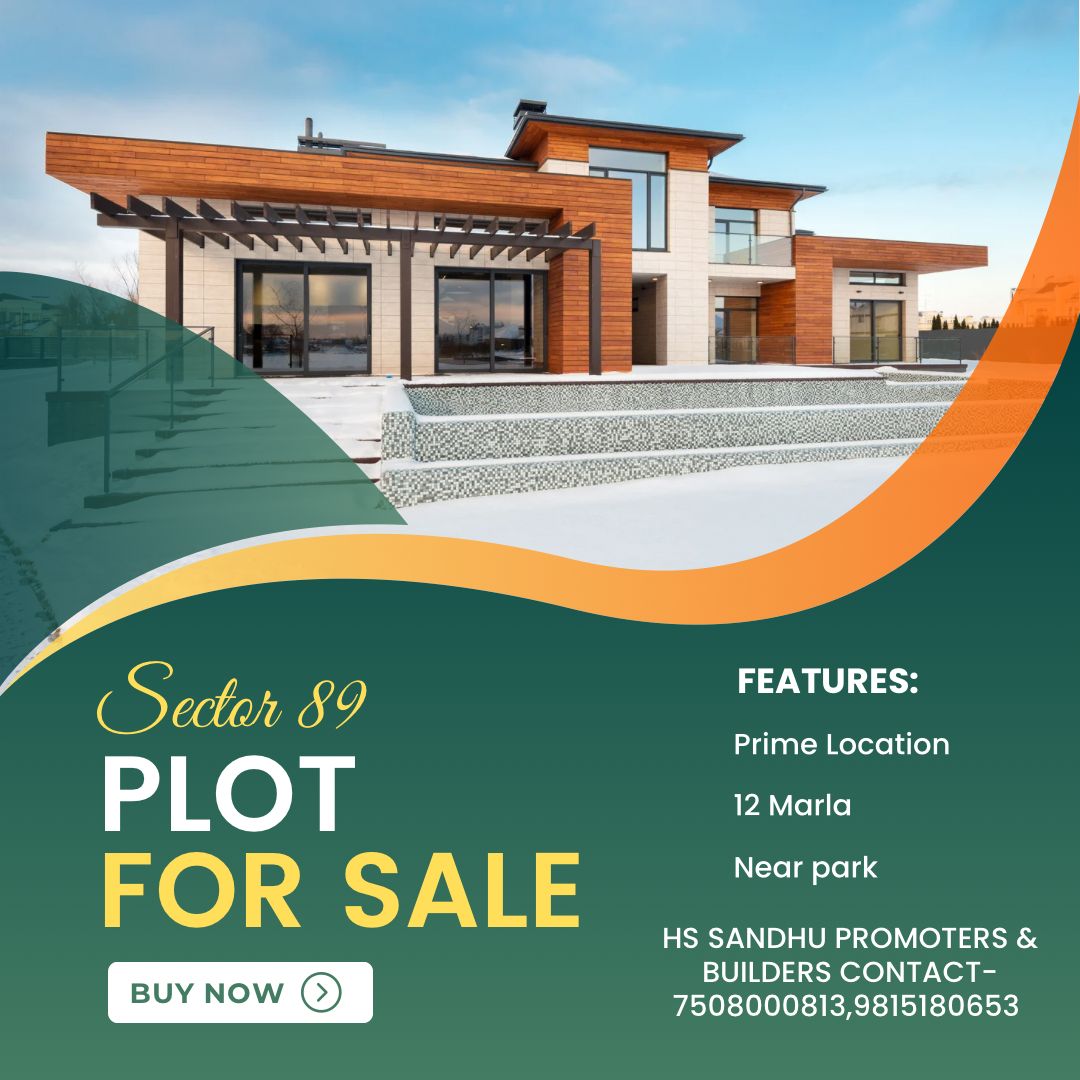 Sector 89
PLOT
FOR SALE
BUY NOW
FEATURES:
Prime Location
12 Marla
Near park
HS SANDHU PROMOTERS &
BUILDERS CONTACT-
7508000813,9815180653